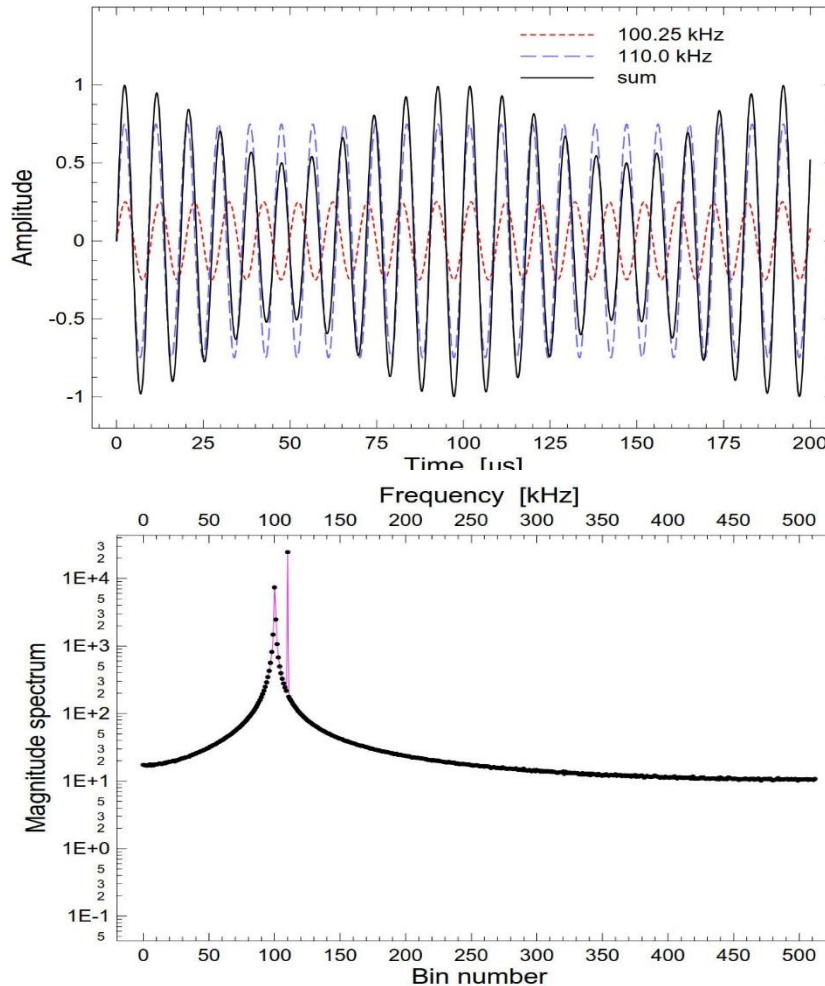 100.25 kHz
110.0 kHz
sum
Amplitude
1
0.5
0
-0.5
-1
0 25 50 75 100 125 150 175 200
Time [us]
Frequency [kHz]
0 50 100 150 200 250 300 350 400 450 500
Magnitude spectrum
3
2
1E+4
5
3
2
1E+3
5
3
2
1E+2
5
3
2
1E+1
5
3
2
1E+0
5
3
2
1E-1
5
0 50 100 150 200 250 300 350 400 450 500
Bin number